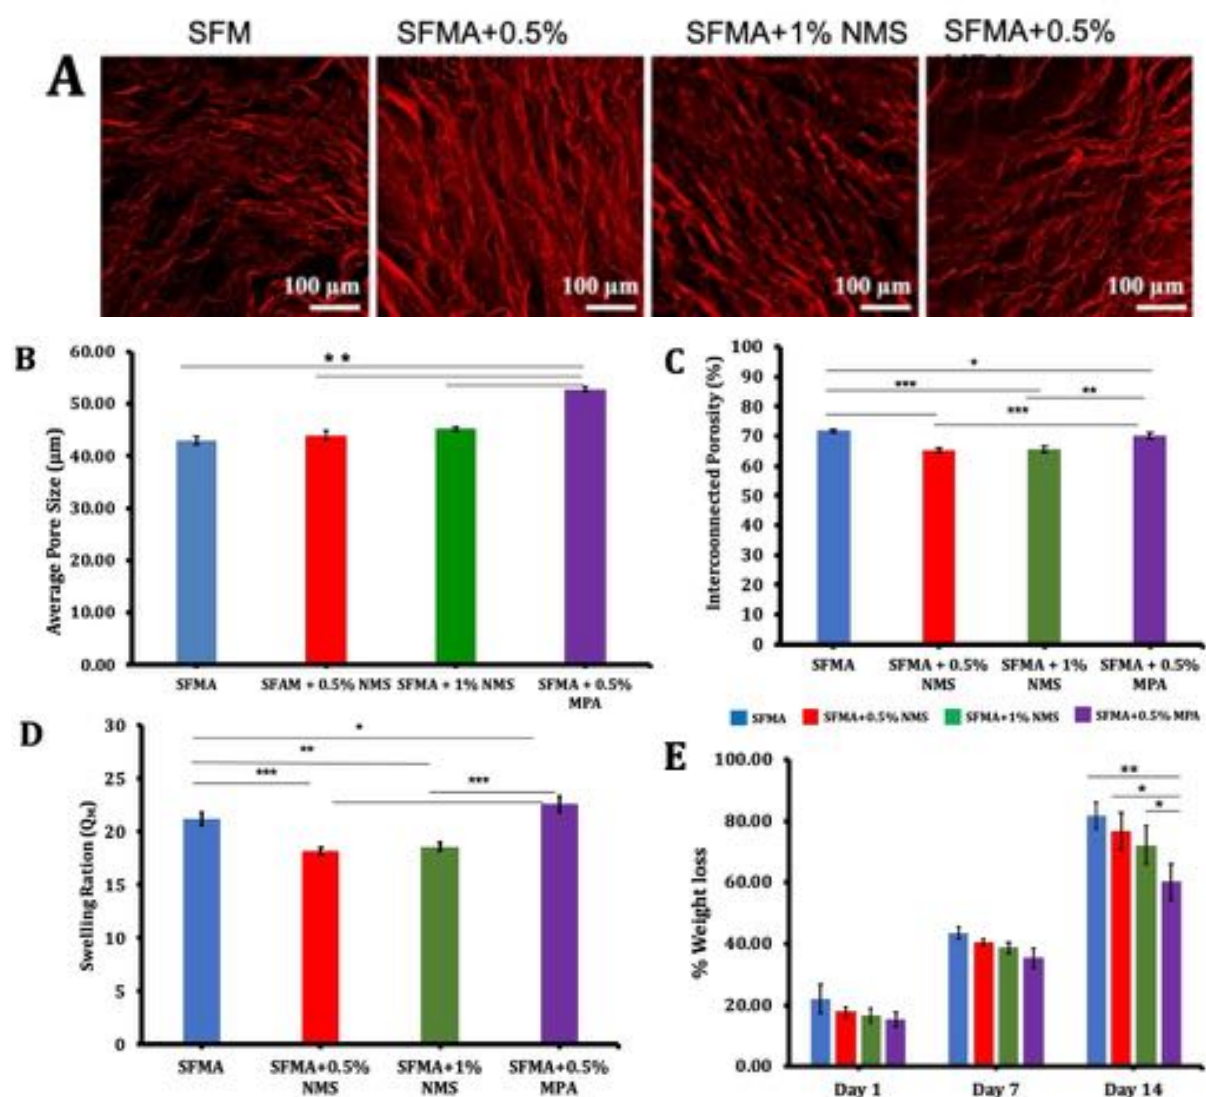 SFM SFMA+0.5% SFMA+1% NMS SFMA+0.5%
A
NMS
100 µm 100 µm 100 µm 100 µm
B
60.00
50.00
40.00
30.00
20.00
10.00
0.00
Average Pore Size (µm)
* *
SFMA SFAM + 0.5% NMS SFMA + 1% NMS SFMA + 0.5%
MPA
C
100
90
80
70
60
50
40
30
20
10
0
Intercoonnected Porosity (%)
*
***
**
***
SFMA SFMA + 0.5% SFMA + 1% SFMA + 0.5%
NMS NMS MPA
D
30
25
20
15
10
5
0
Swelling Ration
*
**
***
***
SFMA SFMA+0.5% SFMA+1% SFMA+0.5%
NMS NMS MPA
SFMA SFMA+0.5% NMS SFMA+1% NMS SFMA+0.5% MPA
E
100.00
80.00
60.00
40.00
20.00
0.00
% Weight loss
**
*
*
Day 1 Day 7 Day 14